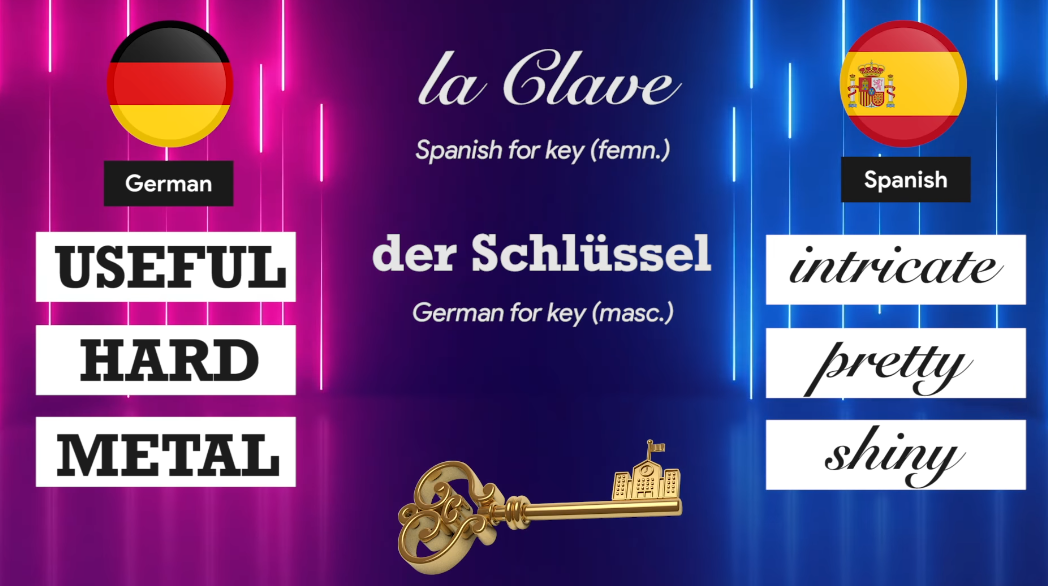 la Clave
Spanish for key (femn.)
German
Spanish
der Schlüssel
German for key (masc.)
USEFUL
HARD
METAL
intricate
pretty
shiny